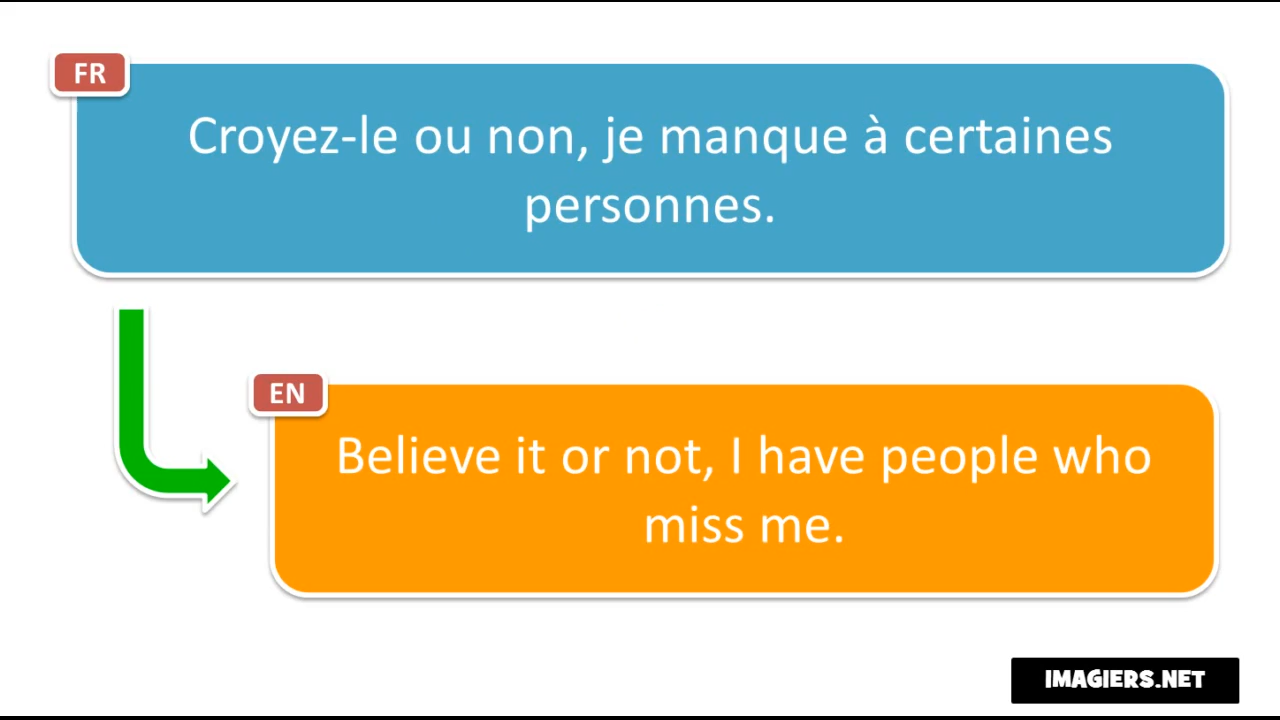 FR
Croyez-le ou non, je manque à certaines
personnes.
EN
Believe it or not, I have people who
miss me.
IMAGIERS.NET